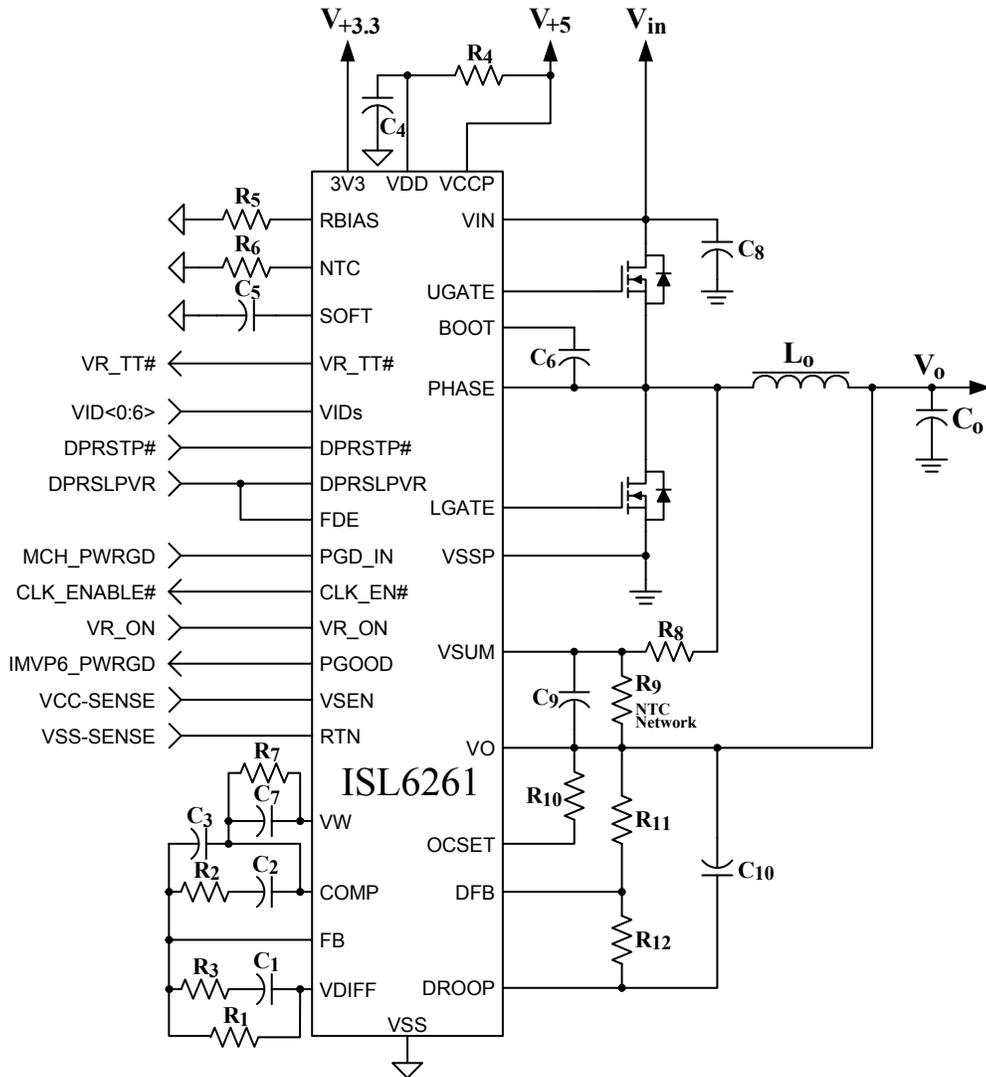 V+3.3
V+5
Vin
R4
C4
3V3
VDD
VCCP
R5
RBIAS
VIN
C8
R6
NTC
UGATE
C5
SOFT
BOOT
C6
VR_TT#
VR_TT#
PHASE
Lo
Vo
Co
VID<0:6>
VIDs
DPRSTP#
DPRSTP#
DPRSLPVR
DPRSLPVR
LGATE
FDE
MCH_PWRGD
PGD_IN
VSSP
CLK_ENABLE#
CLK_EN#
VR_ON
VR_ON
IMVP6_PWRGD
PGOOD
VSUM
R8
VCC-SENSE
VSEN
C9
R9
NTC
Network
VSS-SENSE
RTN
VO
R7
ISL6261
C7
VW
R10
R11
C3
OCSET
R2
C2
COMP
DFB
C10
FB
R12
R3
C1
VDIFF
DROOP
R1
VSS